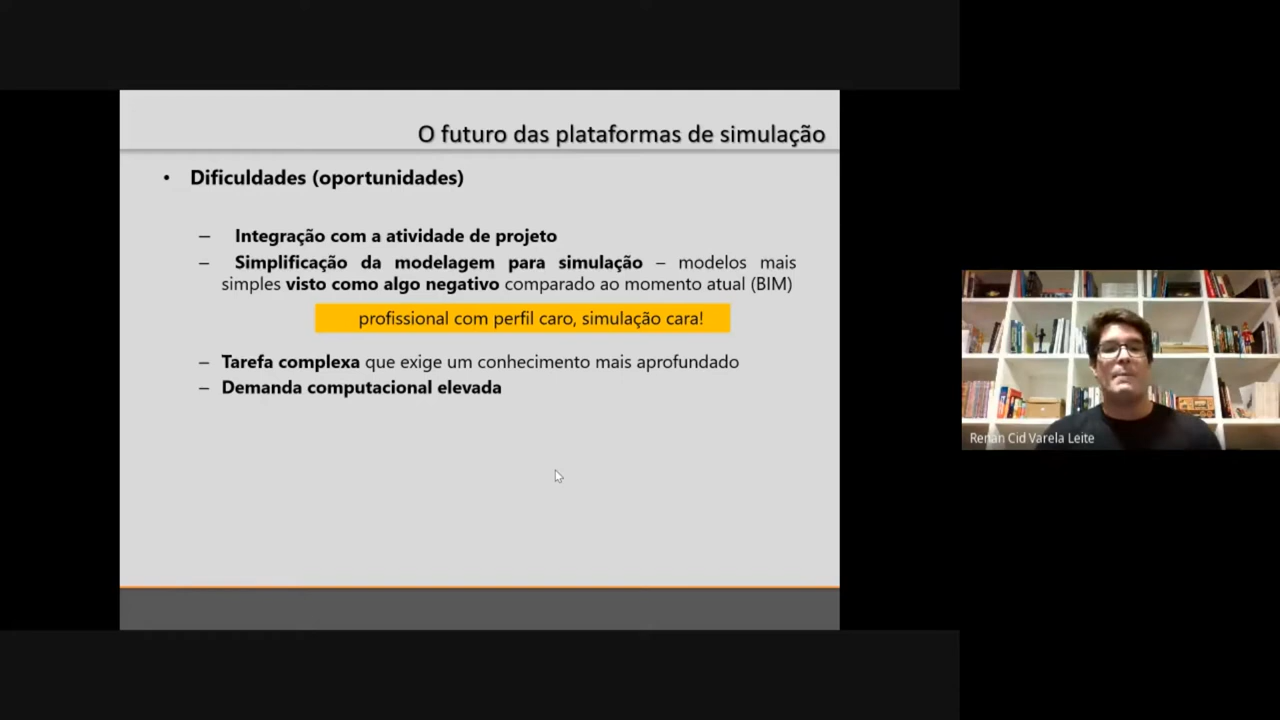 O futuro das plataformas de simulação
• Dificuldades (oportunidades)
– Integração com a atividade de projeto
– Simplificação da modelagem para simulação – modelos mais
simples visto como algo negativo comparado ao momento atual (BIM)
profissional com perfil caro, simulação cara!
– Tarefa complexa que exige um conhecimento mais aprofundado
– Demanda computacional elevada
Renan Cid Varela Leite